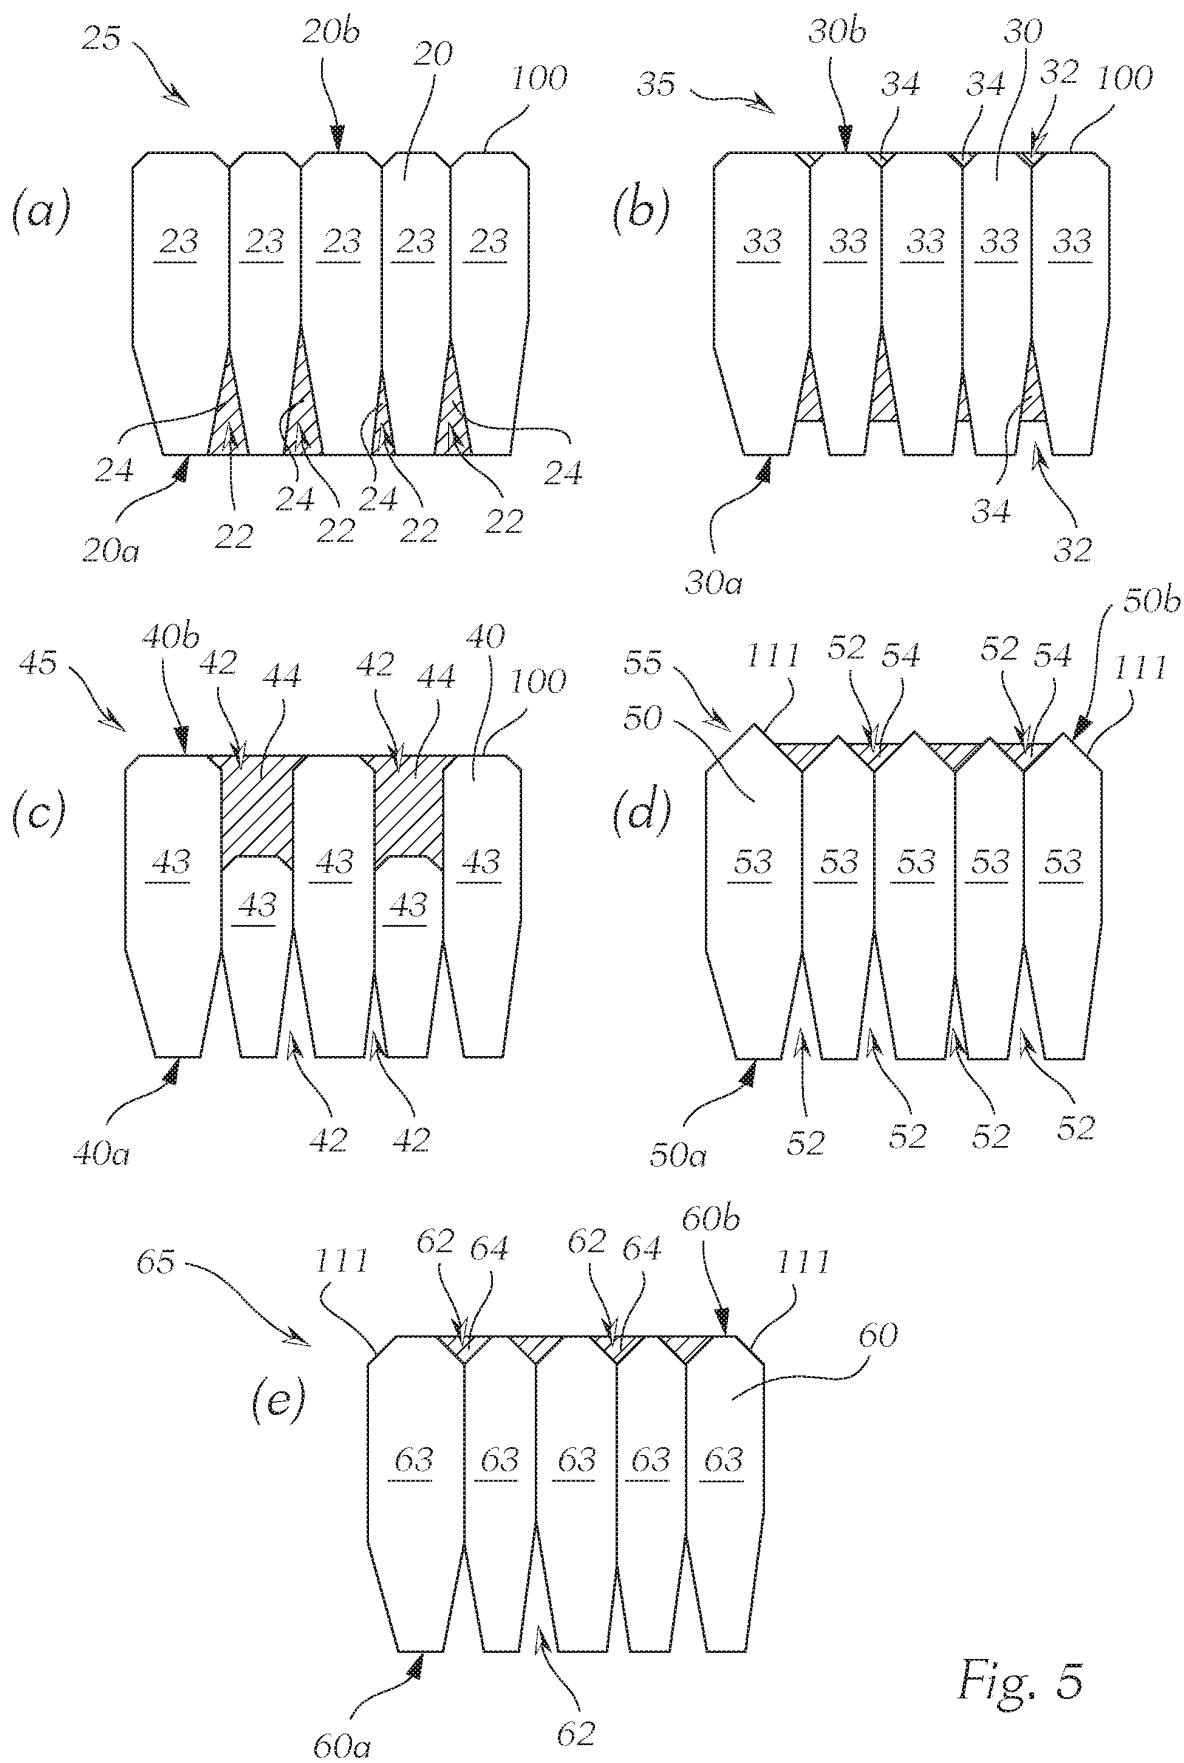 25 20b 20 100
(a)
23 23 23 23 23
24 24 24 24
22 22 22 22
20a
35 30b 34 34 30 32 100
(b)
33 33 33 33 33
34
32
30a
45 40b 42 44 42 44 40 100
(c)
43 43 43 43 43
40a 42 42
55 50 111 52 54 52 54 50b 111
(d)
53 53 53 53 53
50a 52 52 52 52
65 111 62 64 62 64 60b 111
60
(e)
63 63 63 63 63
60a 62
Fig. 5